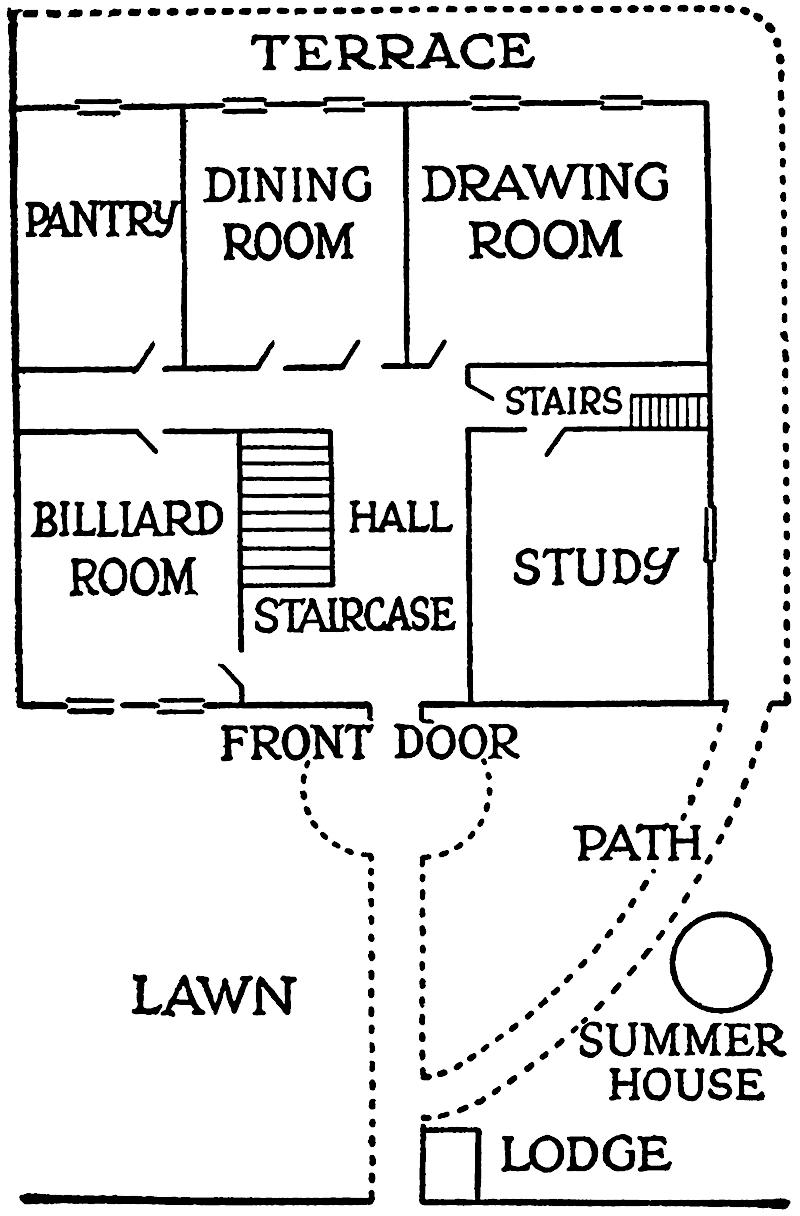 TERRACE
PANTRY
DINING
ROOM
DRAWING
ROOM
STAIRS
BILLIARD
ROOM
HALL
STAIRCASE
STUDY
FRONT DOOR
PATH
LAWN
SUMMER
HOUSE
LODGE